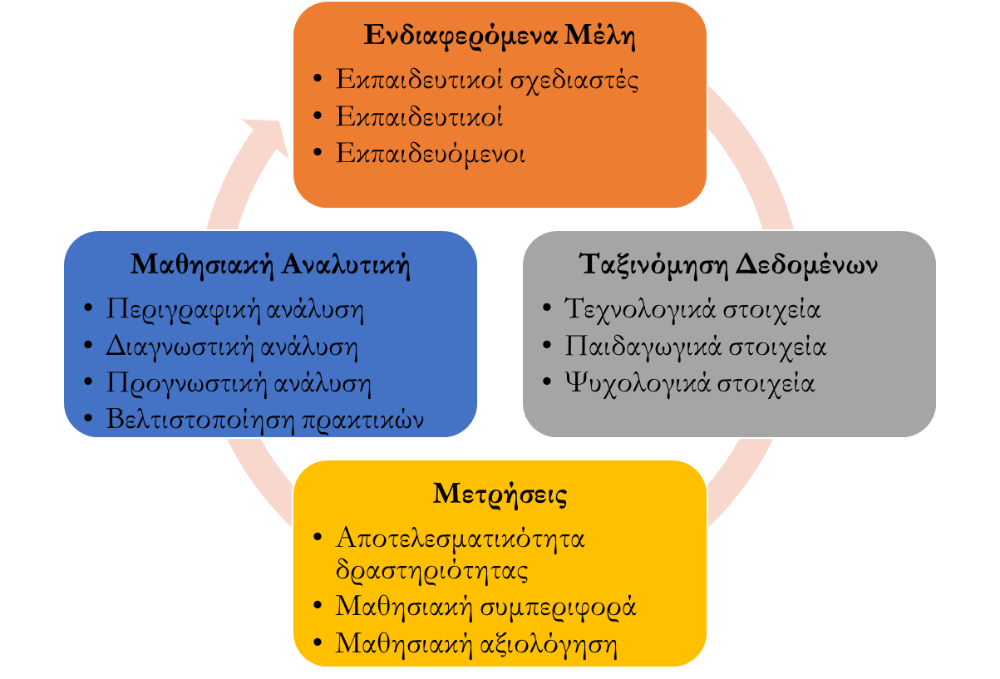 Ενδιαφερόμενα Μέλη
• Εκπαιδευτικοί σχεδιαστές
• Εκπαιδευτικοί
• Εκπαιδευόμενοι
Ταξινόμηση Δεδομένων
• Τεχνολογικά στοιχεία
• Παιδαγωγικά στοιχεία
• Ψυχολογικά στοιχεία
Μετρήσεις
• Αποτελεσματικότητα
δραστηριότητας
• Μαθησιακή συμπεριφορά
• Μαθησιακή αξιολόγηση
Μαθησιακή Αναλυτική
• Περιγραφική ανάλυση
• Διαγνωστική ανάλυση
• Προγνωστική ανάλυση
• Βελτιστοποίηση πρακτικών